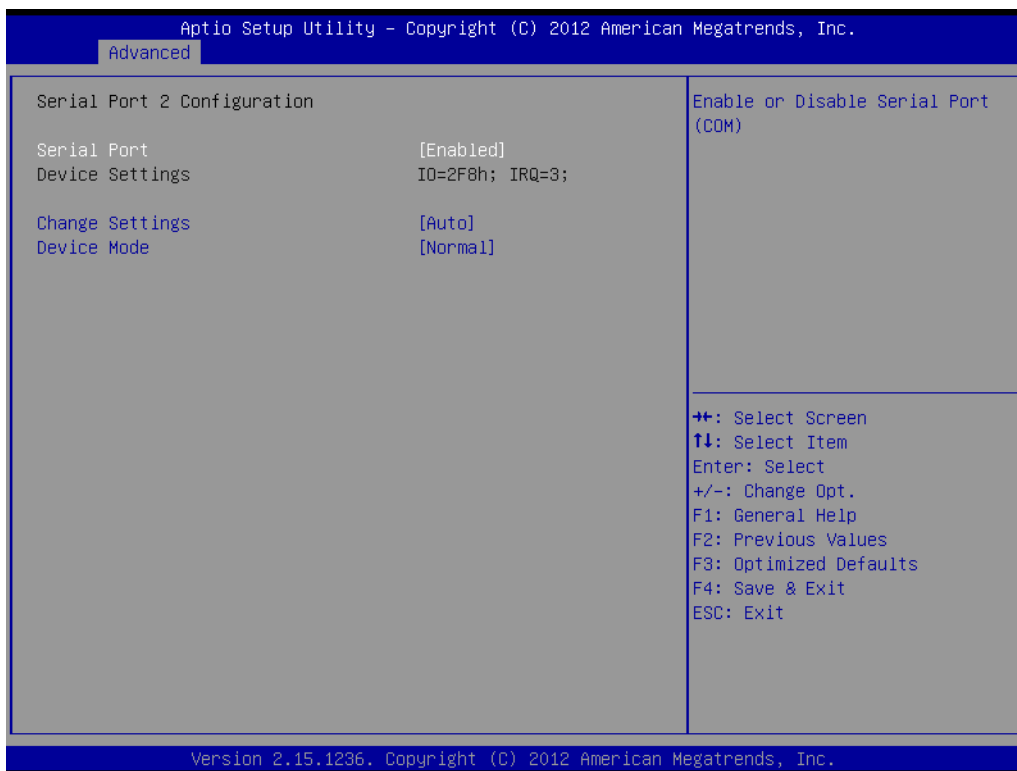 Aptio Setup Utility – Copyright (C) 2012 American Megatrends, Inc.
Advanced
Serial Port 2 Configuration
Serial Port [Enabled]
Device Settings IO=2F8h; IRQ=3;
Change Settings [Auto]
Device Mode [Normal]
Enable or Disable Serial Port
(COM)
→←: Select Screen
↑↓: Select Item
Enter: Select
+/-: Change Opt.
F1: General Help
F2: Previous Values
F3: Optimized Defaults
F4: Save & Exit
ESC: Exit
Version 2.15.1236. Copyright (C) 2012 American Megatrends, Inc.